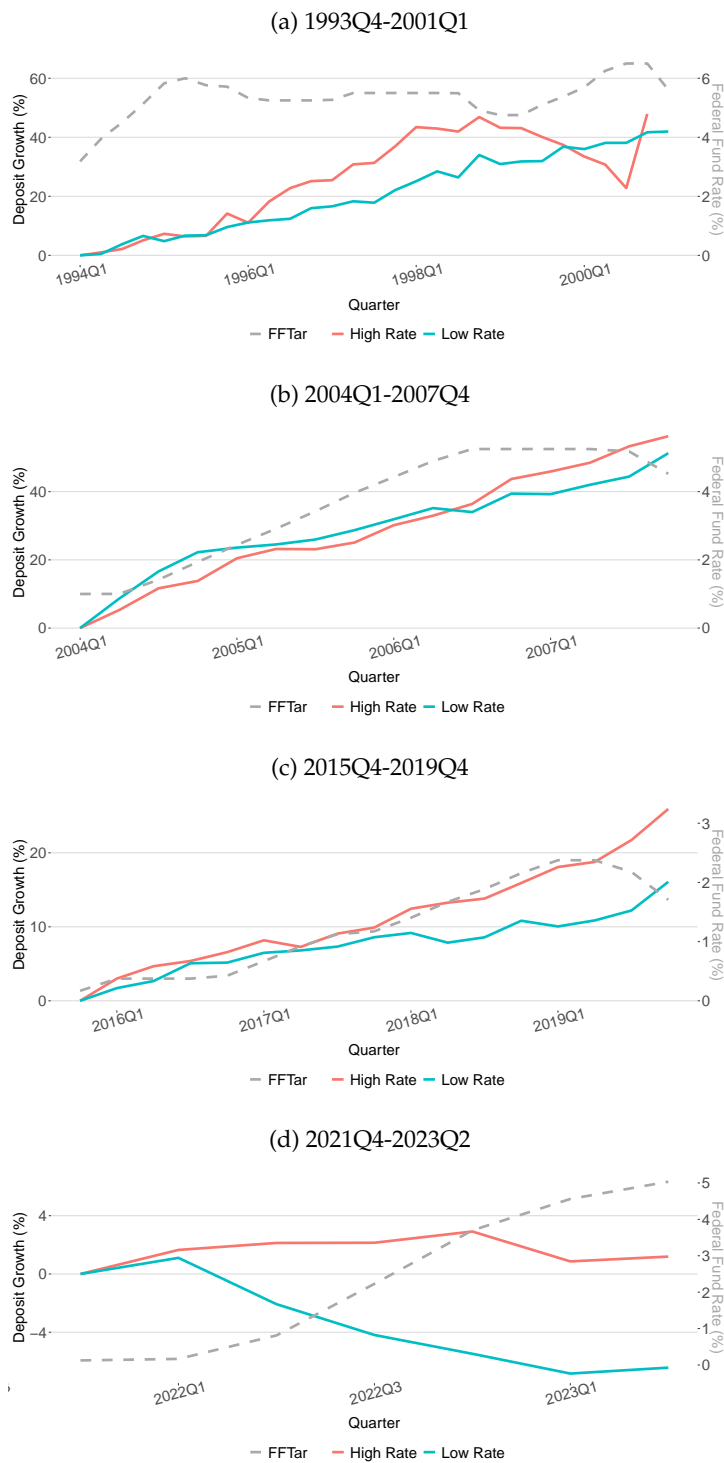 (a) 1993Q4-2001Q1
Deposit Growth (%)
60
40
20
0
6
4
2
0
Federal Fund Rate (%)
1994Q1 1996Q1 1998Q1 2000Q1
Quarter
FFTar High Rate Low Rate
(b) 2004Q1-2007Q4
Deposit Growth (%)
40
20
0
4
2
0
Federal Fund Rate (%)
2004Q1 2005Q1 2006Q1 2007Q1
Quarter
FFTar High Rate Low Rate
(c) 2015Q4-2019Q4
Deposit Growth (%)
20
10
0
3
2
1
0
Federal Fund Rate (%)
2016Q1 2017Q1 2018Q1 2019Q1
Quarter
FFTar High Rate Low Rate
(d) 2021Q4-2023Q2
Deposit Growth (%)
4
0
−4
5
4
3
2
1
0
Federal Fund Rate (%)
2022Q1 2022Q3 2023Q1
Quarter
FFTar High Rate Low Rate